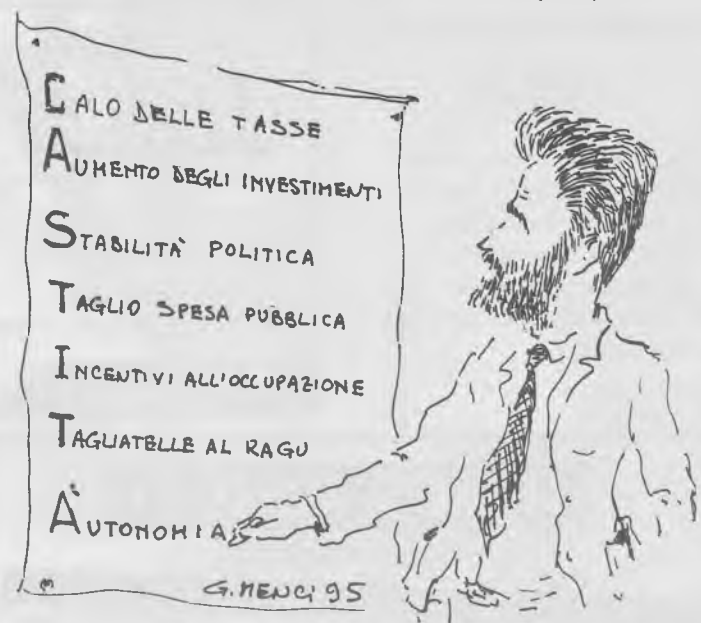 CALO DELLE TASSE
AUMENTO DEGLI INVESTIMENTI
STABILITÀ POLITICA
TAGLIO SPESA PUBBLICA
INCENTIVI ALL'OCCUPAZIONE
TAGLIATELLE AL RAGU
AUTONOMIA
G. MENCI 95